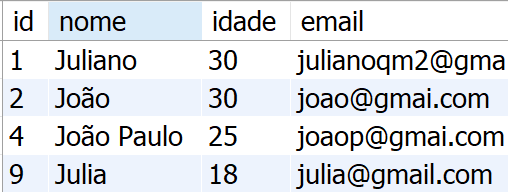 id nome idade email
1 Juliano 30 julianoqm2@gma
2 João 30 joao@gmai.com
4 João Paulo 25 joaop@gmai.com
9 Julia 18 julia@gmail.com